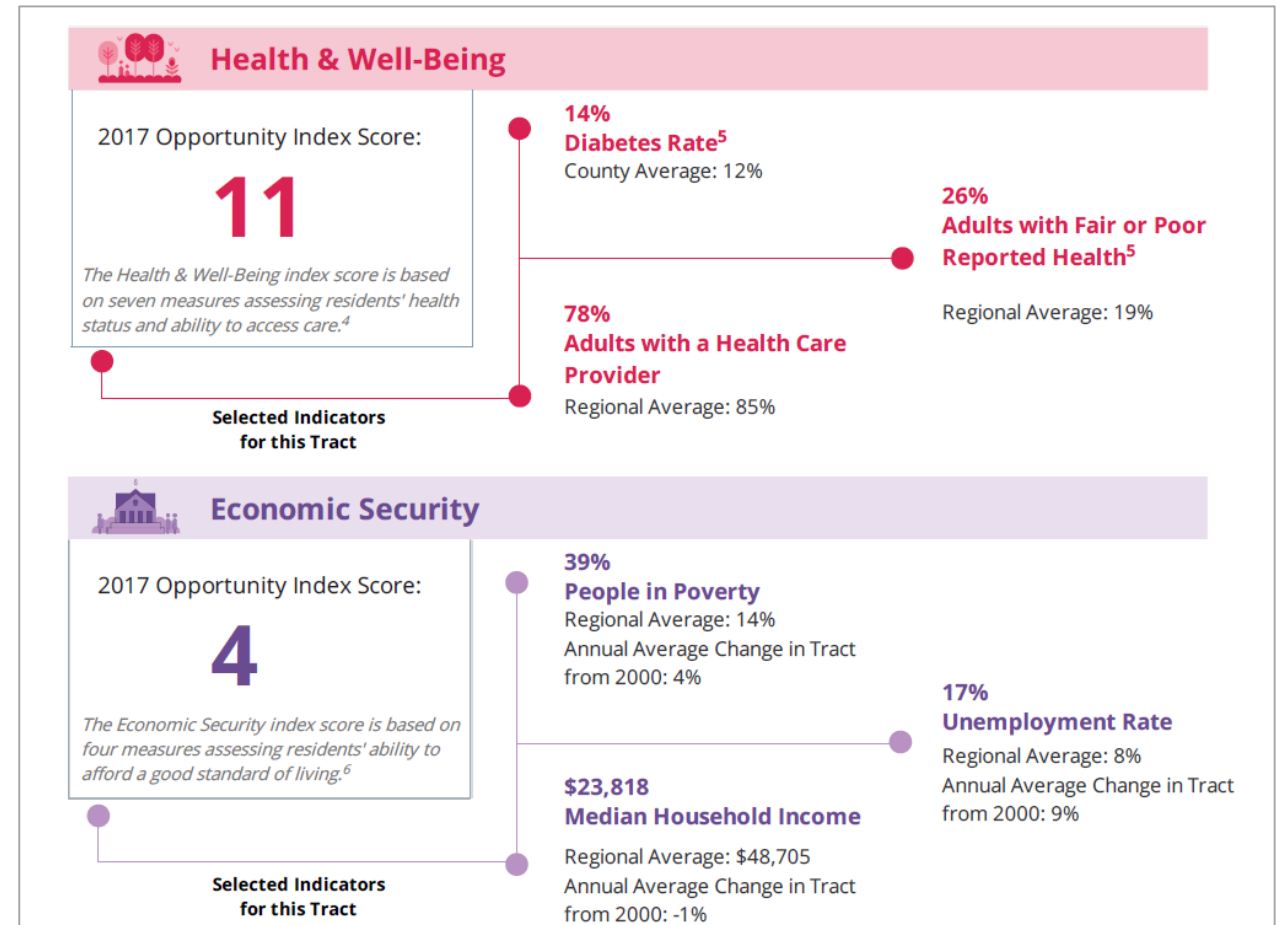 Health & Well-Being
2017 Opportunity Index Score:
11
The Health & Well-Being index score is based
on seven measures assessing residents' health
status and ability to access care.4
Selected Indicators
for this Tract
14%
Diabetes Rate5
County Average: 12%
26%
Adults with Fair or Poor
Reported Health5
Regional Average: 19%
78%
Adults with a Health Care
Provider
Regional Average: 85%
Economic Security
2017 Opportunity Index Score:
4
The Economic Security index score is based on
four measures assessing residents' ability to
afford a good standard of living.6
Selected Indicators
for this Tract
39%
People in Poverty
Regional Average: 14%
Annual Average Change in Tract
from 2000: 4%
17%
Unemployment Rate
Regional Average: 8%
Annual Average Change in Tract
from 2000: 9%
$23,818
Median Household Income
Regional Average: $48,705
Annual Average Change in Tract
from 2000: -1%